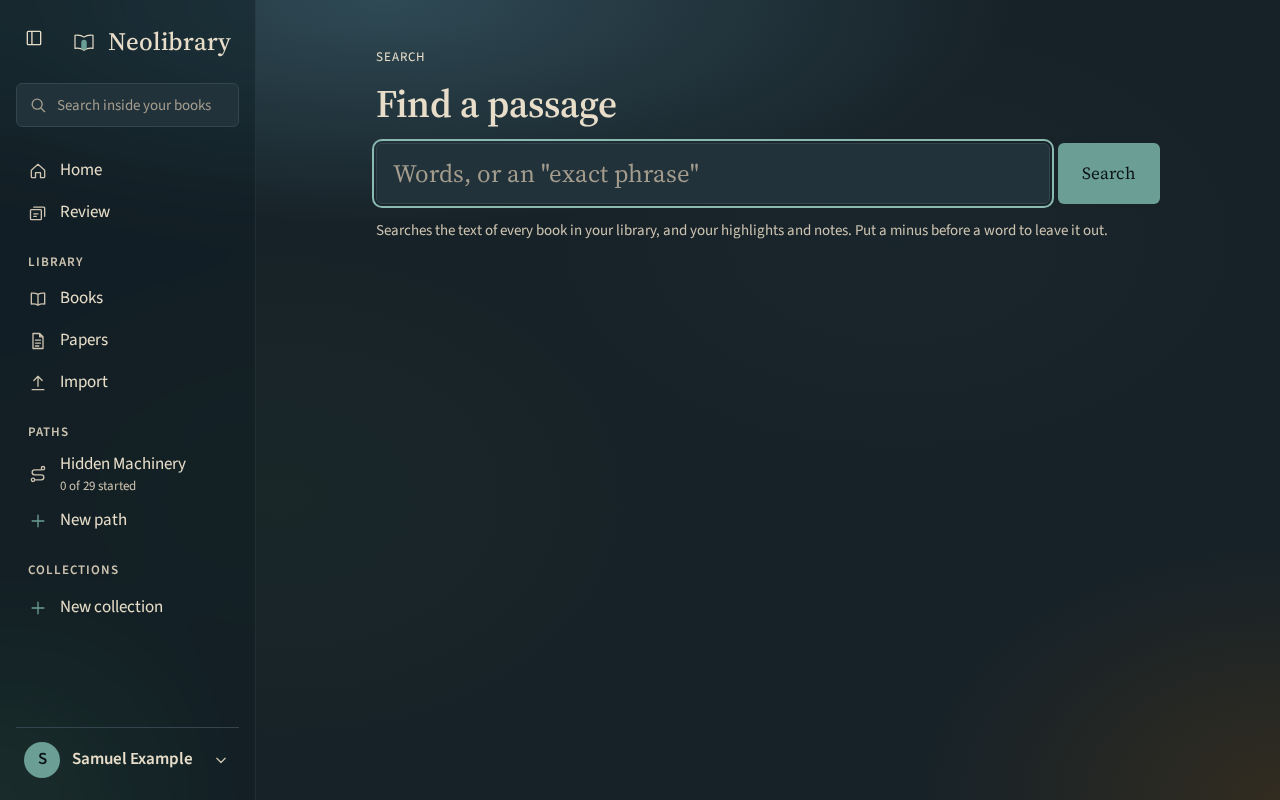 Neolibrary
Search inside your books
Home
Review
LIBRARY
Books
Papers
Import
PATHS
Hidden Machinery
0 of 29 started
New path
COLLECTIONS
New collection
S
Samuel Example
SEARCH
Find a passage
Words, or an "exact phrase"
Search
Searches the text of every book in your library, and your highlights and notes. Put a minus before a word to leave it out.